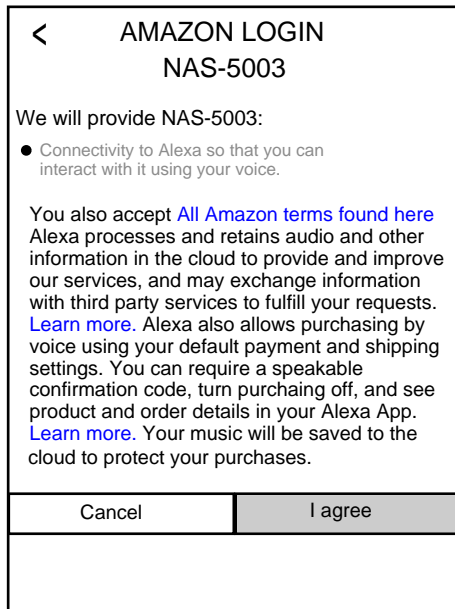 < AMAZON LOGIN
NAS-5003
We will provide NAS-5003:
● Connectivity to Alexa so that you can
interact with it using your voice.
You also accept All Amazon terms found here
Alexa processes and retains audio and other
information in the cloud to provide and improve
our services, and may exchange information
with third party services to fulfill your requests.
Learn more. Alexa also allows purchasing by
voice using your default payment and shipping
settings. You can require a speakable
confirmation code, turn purchaing off, and see
product and order details in your Alexa App.
Learn more. Your music will be saved to the
cloud to protect your purchases.
Cancel I agree